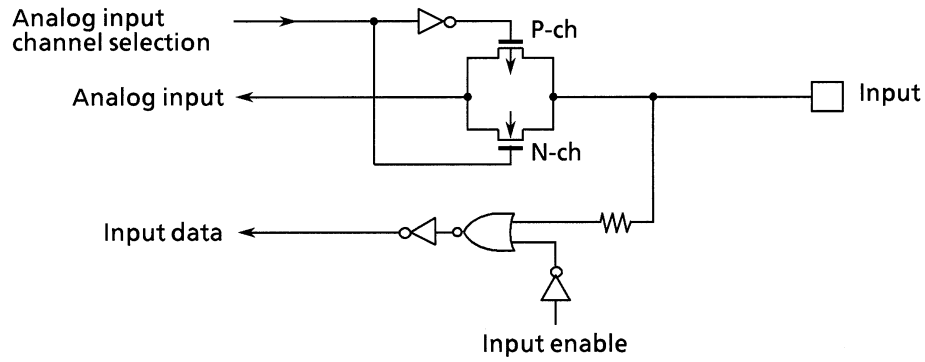 Analog input
channel selection
P-ch
Analog input
Input
N-ch
Input data
Input enable